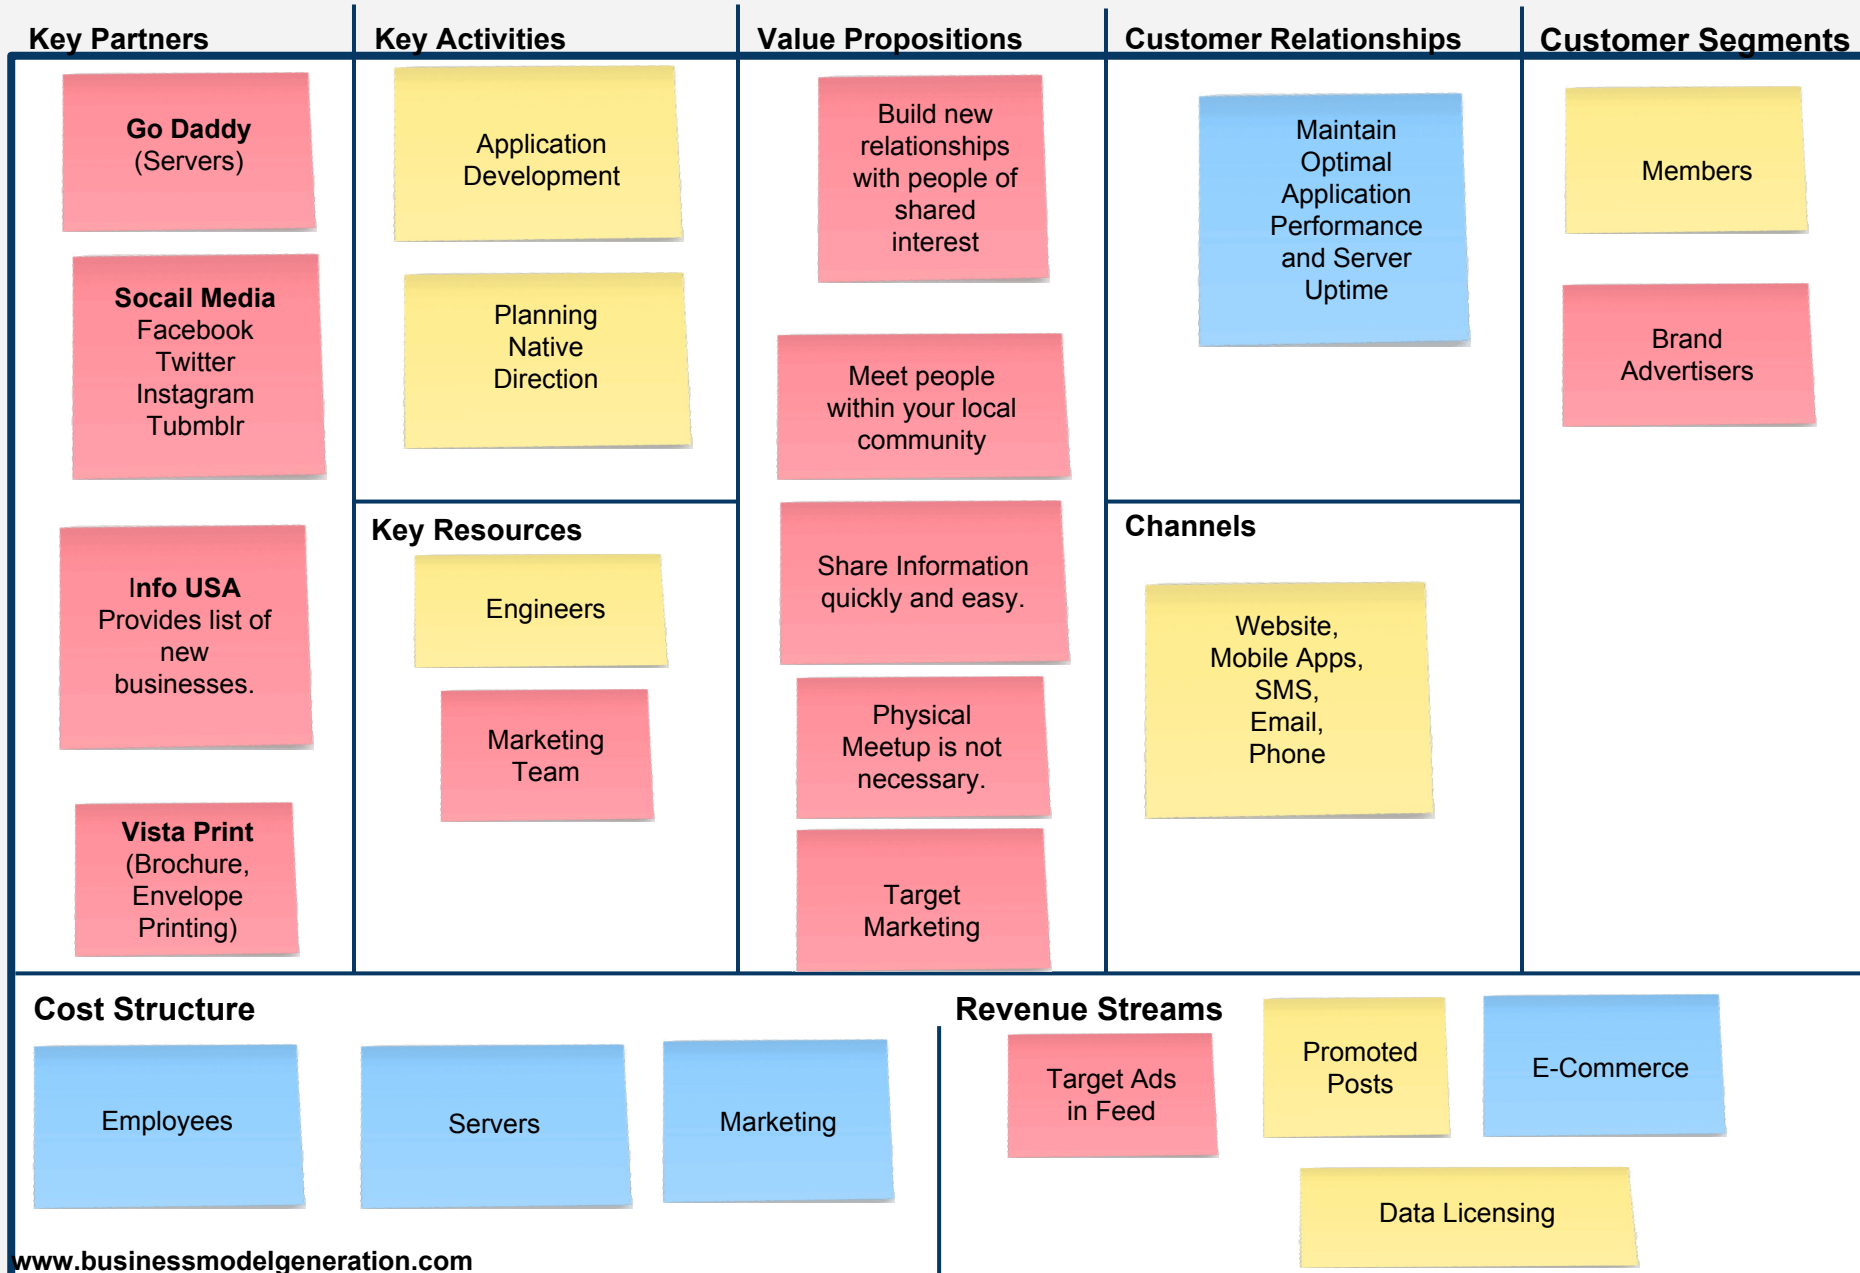 Key Partners
Go Daddy
(Servers)
Socail Media
Facebook
Twitter
Instagram
Tubmblr
Info USA
Provides list of
new
businesses.
Vista Print
(Brochure,
Envelope
Printing)
Key Activities
Application
Development
Planning
Native
Direction
Key Resources
Engineers
Marketing
Team
Value Propositions
Build new
relationships
with people of
shared
interest
Meet people
within your local
community
Share Information
quickly and easy.
Physical
Meetup is not
necessary.
Target
Marketing
Customer Relationships
Maintain
Optimal
Application
Performance
and Server
Uptime
Channels
Website,
Mobile Apps,
SMS,
Email,
Phone
Customer Segments
Members
Brand
Advertisers
Cost Structure
Employees
Servers
Marketing
Revenue Streams
Target Ads
in Feed
Promoted
Posts
E-Commerce
Data Licensing
www.businessmodelgeneration.com